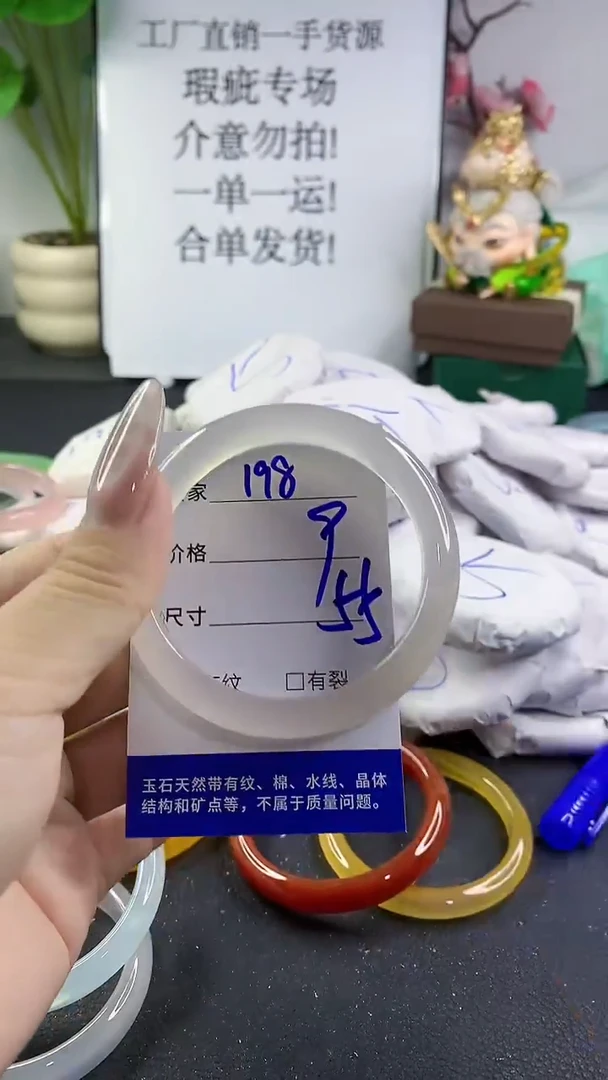 工厂直销一手货源
瑕疵专场
介意勿拍!
一单一运!
合单发货!
家 198
价格
尺寸 55
纹 □有裂
玉石天然带有纹、棉、水线、晶体
结构和矿点等，不属于质量问题。